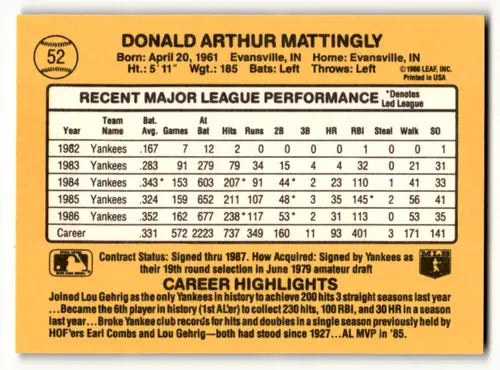 52
DONALD ARTHUR MATTINGLY
Born: April 20, 1961 Evansville, IN Home: Evansville, IN
Ht.: 5' 11" Wgt.: 185 Bats: Left Throws: Left
©1986 LEAF, INC.
Printed in USA
RECENT MAJOR LEAGUE PERFORMANCE *Denotes Led League
Year Team Name Bat. Avg. Games At Bat Hits Runs 2B 3B HR RBI Steal Walk SO
1982 Yankees .167 7 12 2 0 0 0 0 1 0 0 1
1983 Yankees .283 91 279 79 34 15 4 4 32 0 21 31
1984 Yankees .343* 153 603 207* 91 44* 2 23 110 1 41 33
1985 Yankees .324 159 652 211 107 48* 3 35 145* 2 56 41
1986 Yankees .352 162 677 238* 117 53* 2 31 113 0 53 35
Career .331 572 2223 737 349 160 11 93 401 3 171 141
Contract Status: Signed thru 1987. How Acquired: Signed by Yankees as
their 19th round selection in June 1979 amateur draft
MLB
CAREER HIGHLIGHTS
Joined Lou Gehrig as the only Yankees in history to achieve 200 hits 3 straight seasons last year
...Became the 6th player in history (1st AL'er) to collect 230 hits, 100 RBI, and 30 HR in a season
last year...Broke Yankee club records for hits and doubles in a single season previously held by
HOF'ers Earl Combs and Lou Gehrig—both had stood since 1927...AL MVP in '85.